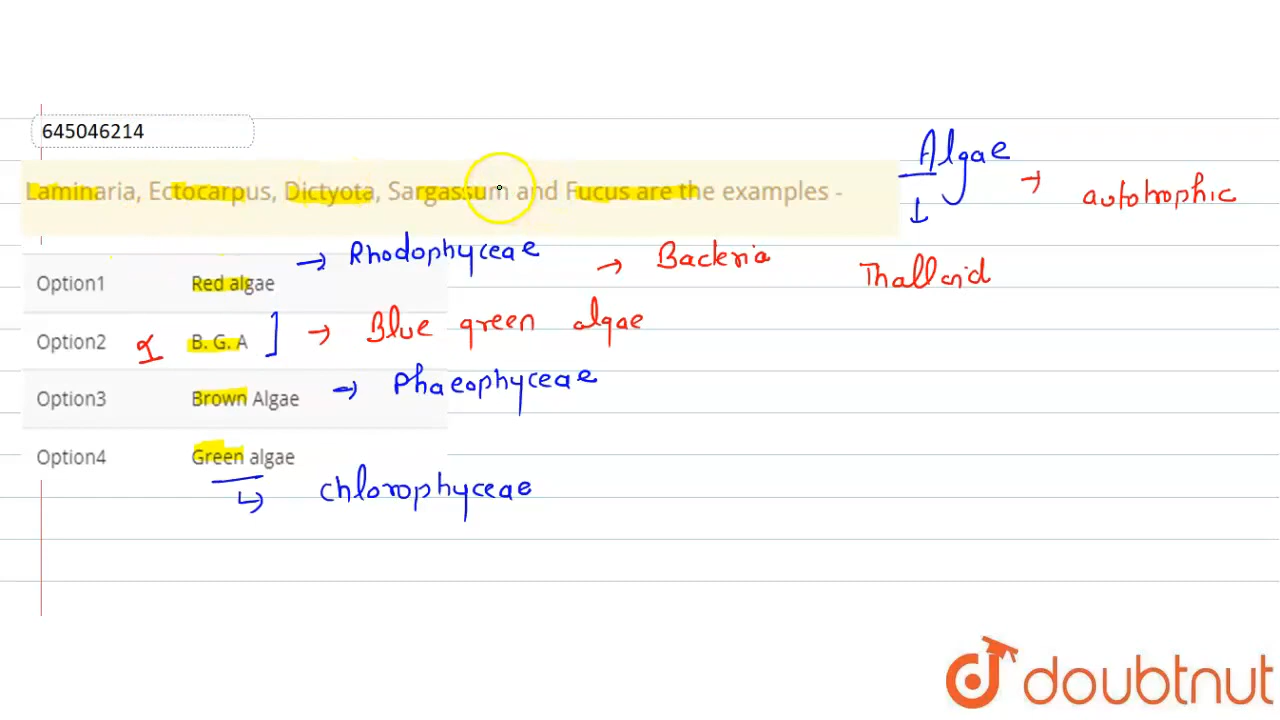 645046214
Algae
Laminaria, Ectocarpus, Dictyota, Sargassum and Fucus are the examples -
→ autotrophic
↓
→ Rhodophyceae
→ Backria
Thalloid
Option1 Red algae
Option2 B. G. A ] → Blue green algae
Option3 Brown Algae → Phaeophyceae
Option4 Green algae
↳ chlorophyceae
doubtnut